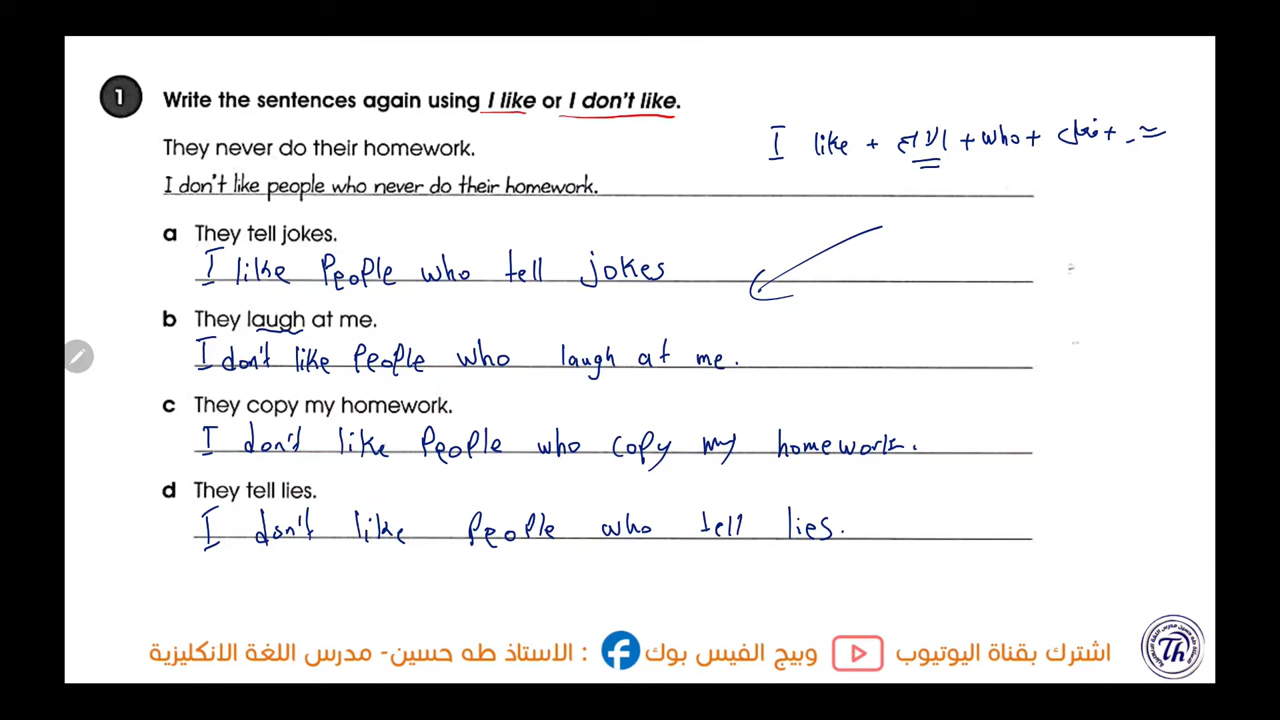 1 Write the sentences again using I like or I don't like.
I like + الاسم + who + فعل + ..
They never do their homework.
I don't like people who never do their homework.
a They tell jokes.
I like People who tell jokes
b They laugh at me.
I don't like People who laugh at me.
c They copy my homework.
I don't like People who copy my homework.
d They tell lies.
I don't like People who tell lies.
اشترك بقناة اليوتيوب وبيج الفيس بوك : الاستاذ طه حسين- مدرس اللغة الانكليزية
Th